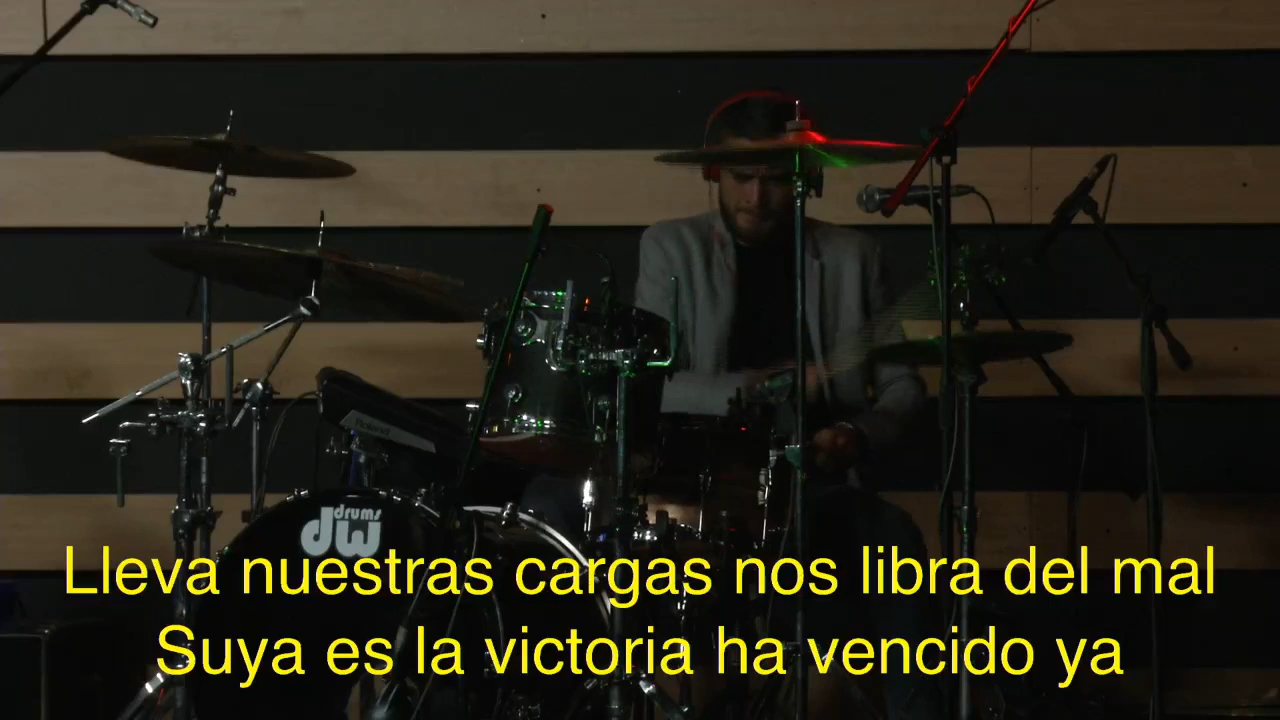 Roland
drums
dw
Lleva nuestras cargas nos libra del mal
Suya es la victoria ha vencido ya